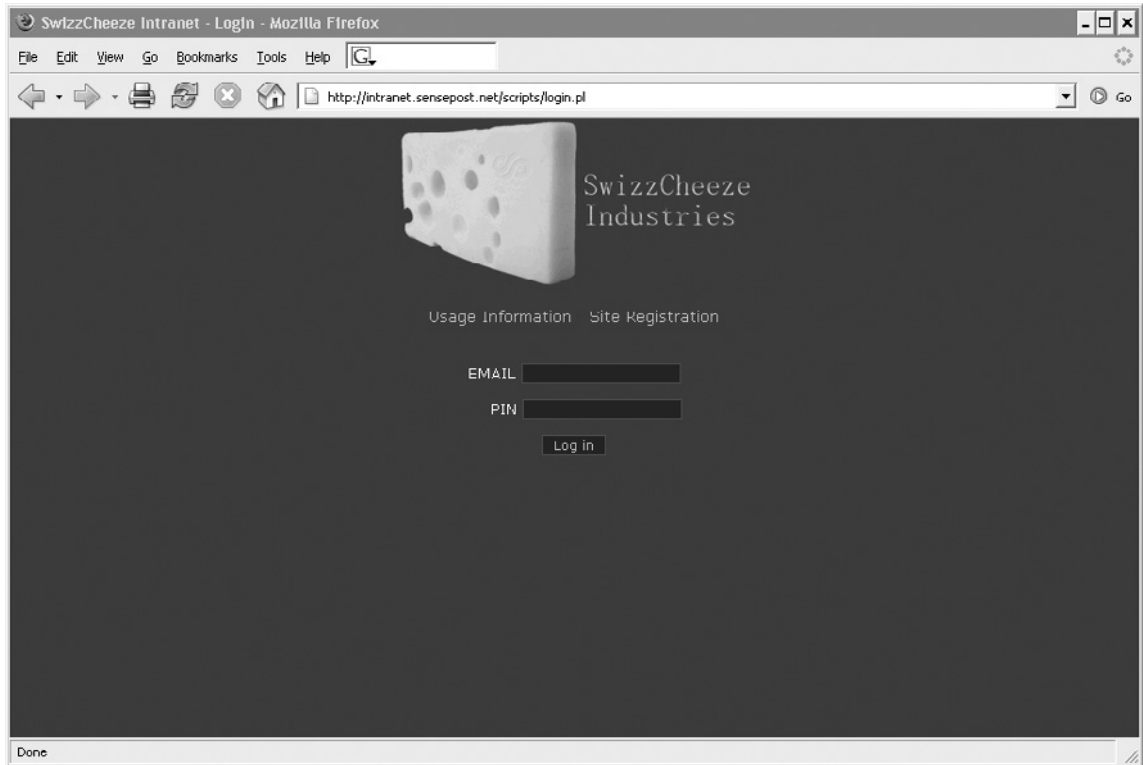 SwizzCheeze Intranet - Login - Mozilla Firefox
File Edit View Go Bookmarks Tools Help G
http://intranet.sensepost.net/scripts/login.pl Go
SwizzCheeze
Industries
Usage Information Site Registration
EMAIL
PIN
Log in
Done